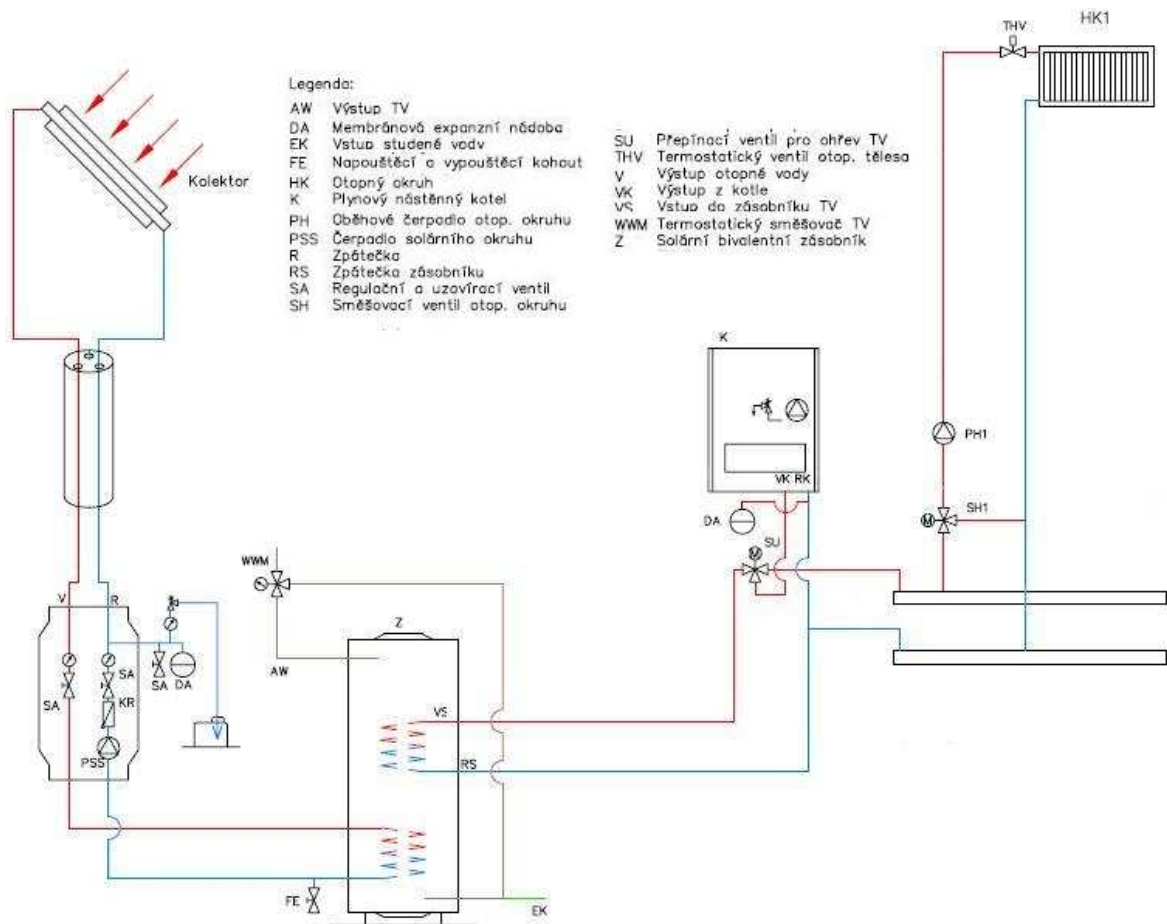 HK1
THV
Legenda:
AW Výstup TV
DA Membránová expanzní nádoba
EK Vstup studené vody
FE Napouštěcí a vypouštěcí kohout
HK Otopný okruh
K Plynový nástěnný kotel
PH Oběhové čerpadlo otop. okruhu
PSS Čerpadlo solárního okruhu
R Zpátečka
RS Zpátečka zásobníku
SA Regulační a uzavírací ventil
SH Směšovací ventil otop. okruhu
SU Přepínací ventil pro ohřev TV
THV Termostatický ventil otop. tělesa
V Výstup otopné vody
VK Výstup z kotle
VS Vstup do zásobníku TV
WWM Termostatický směšovač TV
Z Solární bivalentní zásobník
Kolektor
K
PH1
VK RK
M SH1
DA
SU
M
WWM
V R
Z
SA
AW
SA DA
SA
KR
VS
PSS
RS
FE
EK